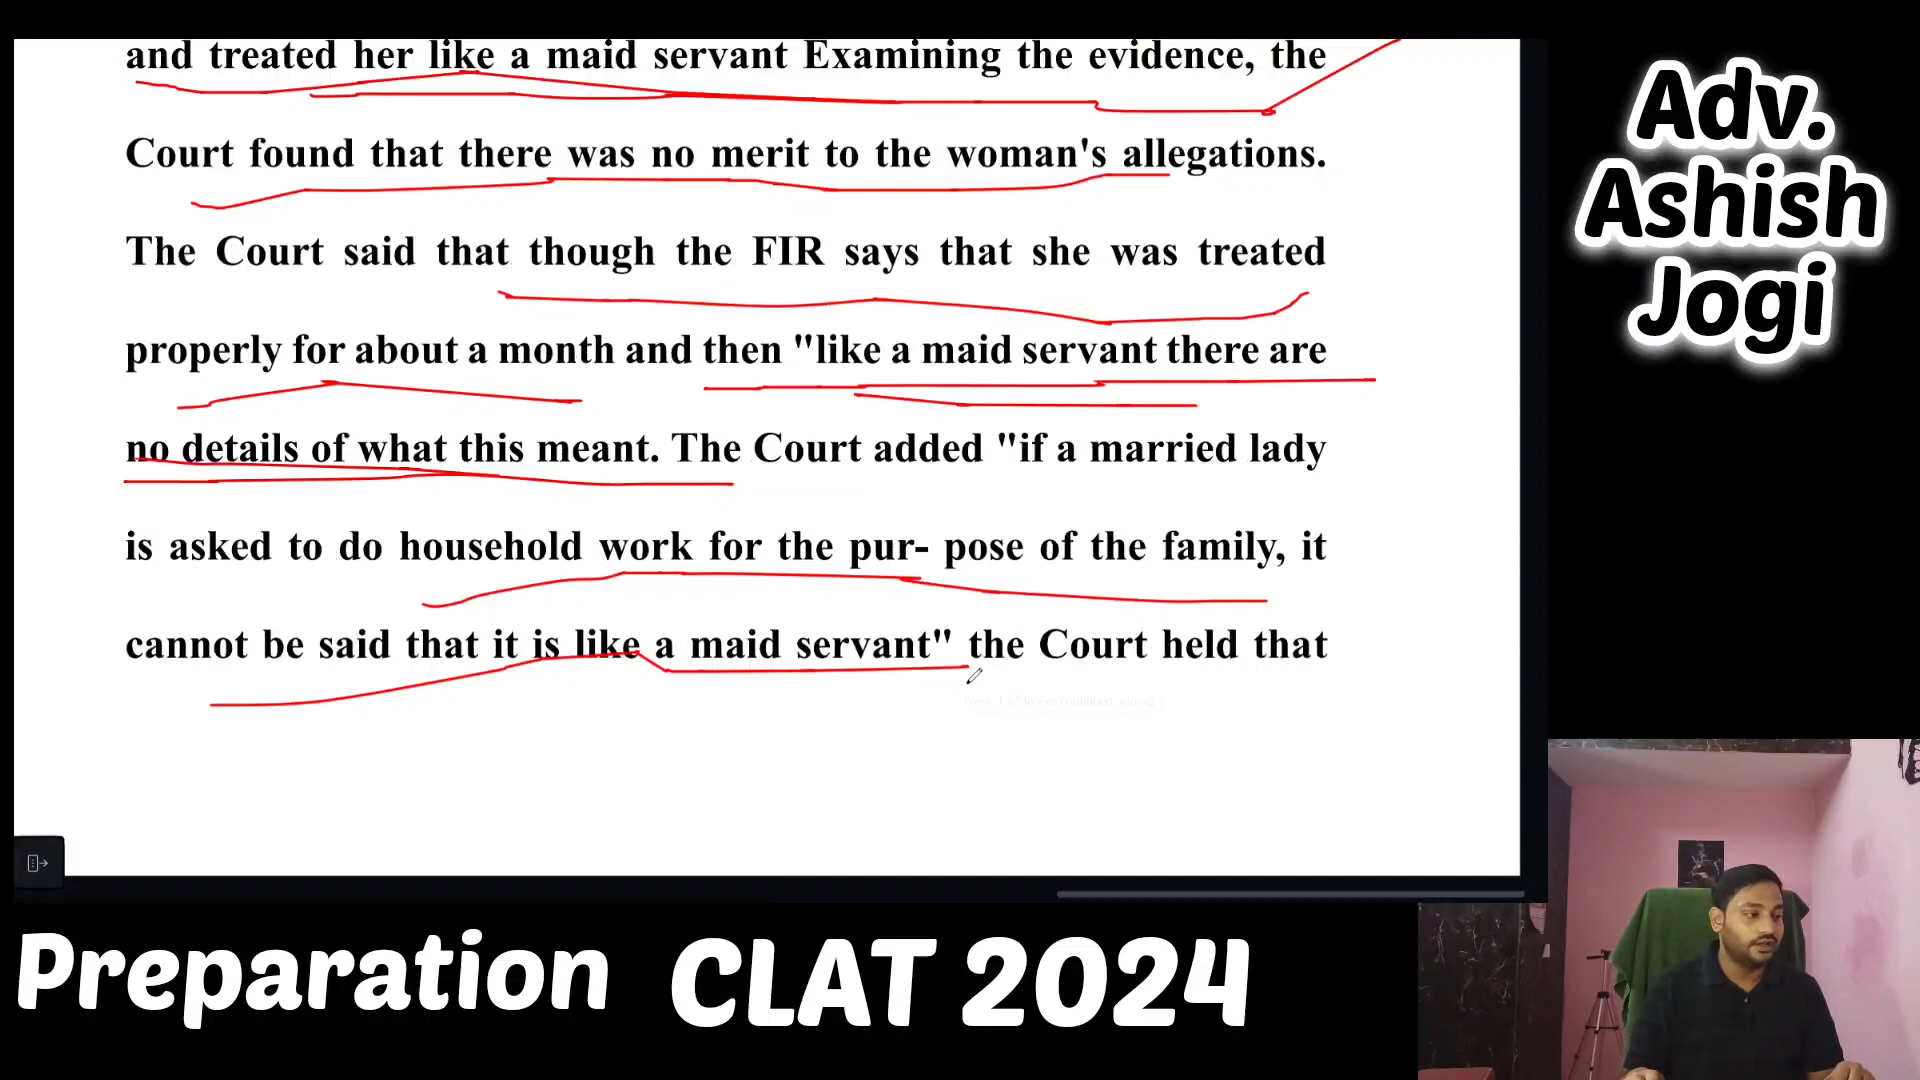 and treated her like a maid servant Examining the evidence, the
Court found that there was no merit to the woman's allegations.
The Court said that though the FIR says that she was treated
properly for about a month and then "like a maid servant there are
no details of what this meant. The Court added "if a married lady
is asked to do household work for the pur- pose of the family, it
cannot be said that it is like a maid servant" the Court held that
Adv.
Ashish
Jogi
Preparation CLAT 2024